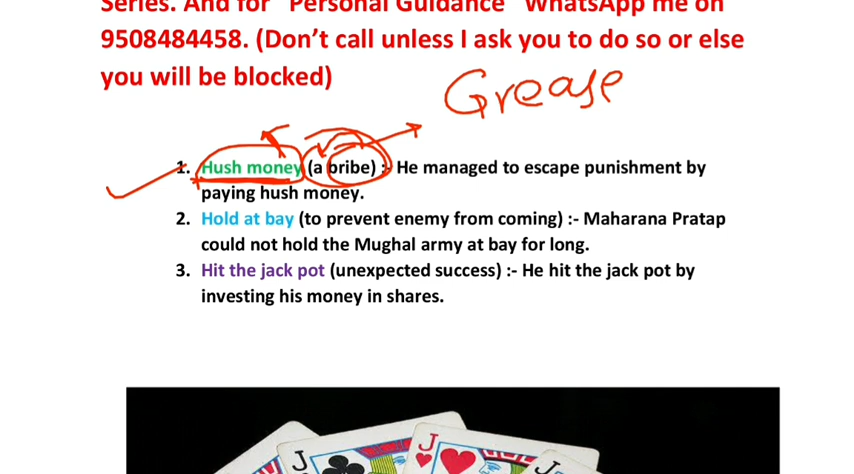 Series. And for "Personal Guidance" WhatsApp me on
9508484458. (Don't call unless I ask you to do so or else
you will be blocked)
Grease
1. Hush money (a bribe) :- He managed to escape punishment by
paying hush money.
2. Hold at bay (to prevent enemy from coming) :- Maharana Pratap
could not hold the Mughal army at bay for long.
3. Hit the jack pot (unexpected success) :- He hit the jack pot by
investing his money in shares.
J
J
J